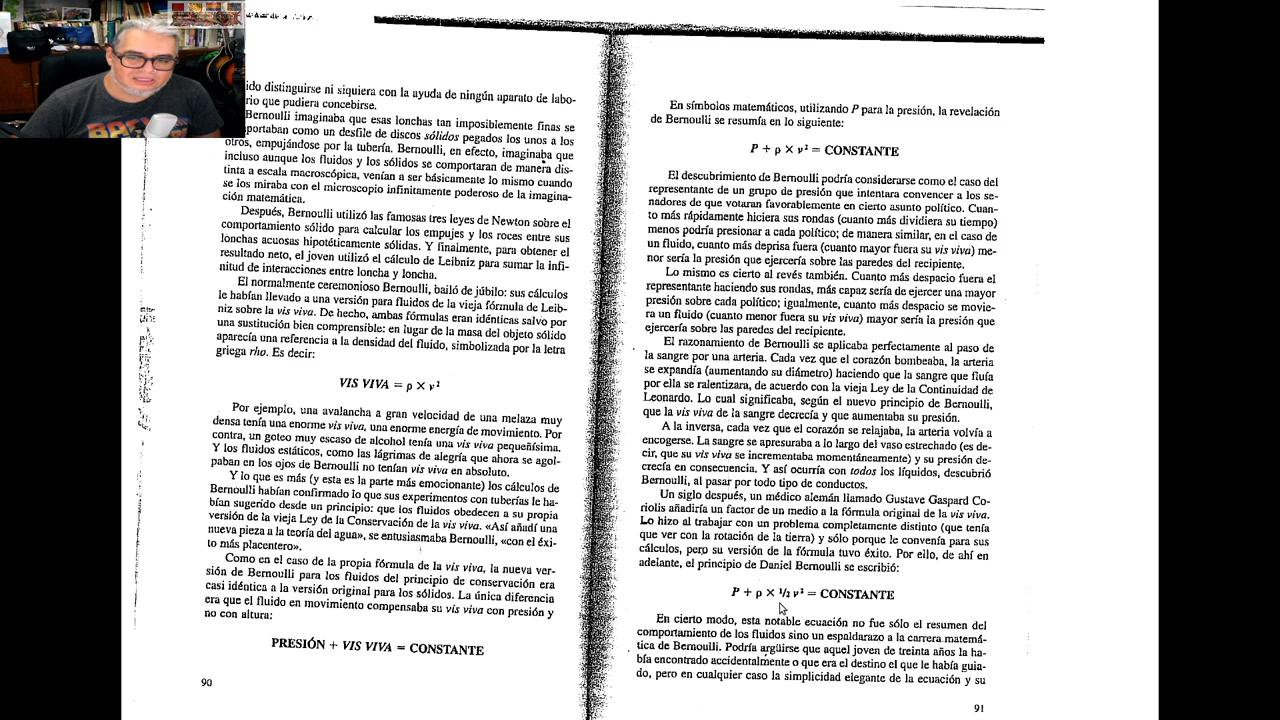 ido distinguirse ni siquiera con la ayuda de ningún aparato de labo-
rio que pudiera concebirse.
Bernoulli imaginaba que esas lonchas tan imposiblemente finas se
portaban como un desfile de discos sólidos pegados los unos a los
otros, empujándose por la tubería. Bernoulli, en efecto, imaginaba que
incluso aunque los fluidos y los sólidos se comportaran de manera dis-
tinta a escala macroscópica, venían a ser básicamente lo mismo cuando
se los miraba con el microscopio infinitamente poderoso de la imagina-
ción matemática.
Después, Bernoulli utilizó las famosas tres leyes de Newton sobre el
comportamiento sólido para calcular los empujes y los roces entre sus
lonchas acuosas hipotéticamente sólidas. Y finalmente, para obtener el
resultado neto, el joven utilizó el cálculo de Leibniz para sumar la infi-
nitud de interacciones entre loncha y loncha.
El normalmente ceremonioso Bernoulli, bailó de júbilo: sus cálculos
le habían llevado a una versión para fluidos de la vieja fórmula de Leib-
niz sobre la vis viva. De hecho, ambas fórmulas eran idénticas salvo por
una sustitución bien comprensible: en lugar de la masa del objeto sólido
aparecía una referencia a la densidad del fluido, simbolizada por la letra
griega rho. Es decir:
VIS VIVA = ρ × v²
Por ejemplo, una avalancha a gran velocidad de una melaza muy
densa tenía una enorme vis viva, una enorme energía de movimiento. Por
contra, un goteo muy escaso de alcohol tenía una vis viva pequeñísima.
Y los fluidos estáticos, como las lágrimas de alegría que ahora se agol-
paban en los ojos de Bernoulli no tenían vis viva en absoluto.
Y lo que es más (y esta es la parte más emocionante) los cálculos de
Bernoulli habían confirmado lo que sus experimentos con tuberías le ha-
bían sugerido desde un principio: que los fluidos obedecen a su propia
versión de la vieja Ley de la Conservación de la vis viva. «Así añadí una
nueva pieza a la teoría del agua», se entusiasmaba Bernoulli, «con el éxi-
to más placentero».
Como en el caso de la propia fórmula de la vis viva, la nueva ver-
sión de Bernoulli para los fluidos del principio de conservación era
casi idéntica a la versión original para los sólidos. La única diferencia
era que el fluido en movimiento compensaba su vis viva con presión y
no con altura:
PRESIÓN + VIS VIVA = CONSTANTE
90
En símbolos matemáticos, utilizando P para la presión, la revelación
de Bernoulli se resumía en lo siguiente:
P + ρ × v² = CONSTANTE
El descubrimiento de Bernoulli podría considerarse como el caso del
representante de un grupo de presión que intentara convencer a los se-
nadores de que votaran favorablemente en cierto asunto político. Cuan-
to más rápidamente hiciera sus rondas (cuanto más dividiera su tiempo)
menos podría presionar a cada político; de manera similar, en el caso de
un fluido, cuanto más deprisa fuera (cuanto mayor fuera su vis viva) me-
nor sería la presión que ejercería sobre las paredes del recipiente.
Lo mismo es cierto al revés también. Cuanto más despacio fuera el
representante haciendo sus rondas, más capaz sería de ejercer una mayor
presión sobre cada político; igualmente, cuanto más despacio se movie-
ra un fluido (cuanto menor fuera su vis viva) mayor sería la presión que
ejercería sobre las paredes del recipiente.
El razonamiento de Bernoulli se aplicaba perfectamente al paso de
la sangre por una arteria. Cada vez que el corazón bombeaba, la arteria
se expandía (aumentando su diámetro) haciendo que la sangre que fluía
por ella se ralentizara, de acuerdo con la vieja Ley de la Continuidad de
Leonardo. Lo cual significaba, según el nuevo principio de Bernoulli,
que la vis viva de la sangre decrecía y que aumentaba su presión.
A la inversa, cada vez que el corazón se relajaba, la arteria volvía a
encogerse. La sangre se apresuraba a lo largo del vaso estrechado (es de-
cir, que su vis viva se incrementaba momentáneamente) y su presión de-
crecía en consecuencia. Y así ocurría con todos los líquidos, descubrió
Bernoulli, al pasar por todo tipo de conductos.
Un siglo después, un médico alemán llamado Gustave Gaspard Co-
riolis añadiría un factor de un medio a la fórmula original de la vis viva.
Lo hizo al trabajar con un problema completamente distinto (que tenía
que ver con la rotación de la tierra) y sólo porque le convenía para sus
cálculos, pero su versión de la fórmula tuvo éxito. Por ello, de ahí en
adelante, el principio de Daniel Bernoulli se escribió:
P + ρ × ½ v² = CONSTANTE
En cierto modo, esta notable ecuación no fue sólo el resumen del
comportamiento de los fluidos sino un espaldarazo a la carrera matemá-
tica de Bernoulli. Podría argüirse que aquel joven de treinta años la ha-
bía encontrado accidentalmente o que era el destino el que le había guia-
do, pero en cualquier caso la simplicidad elegante de la ecuación y su
91